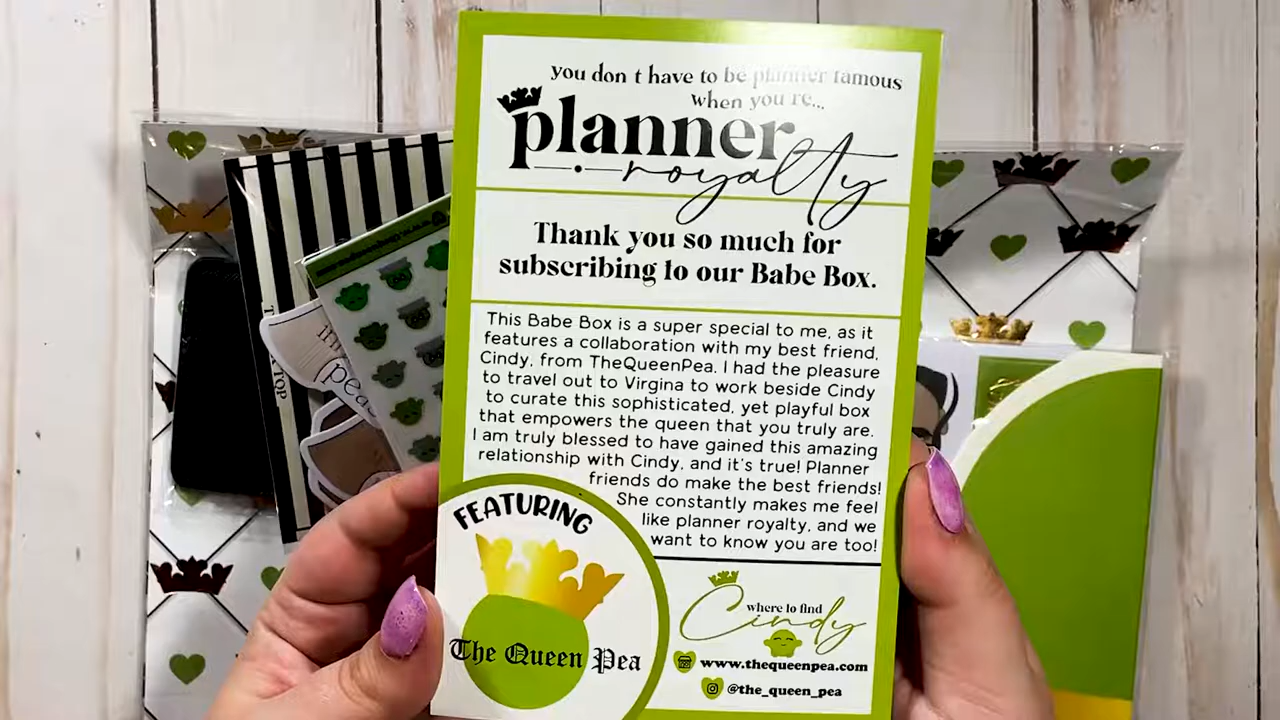 you don t have to be planner famous
when you're...
planner
royalty
Thank you so much for
subscribing to our Babe Box.
This Babe Box is a super special to me, as it
features a collaboration with my best friend,
Cindy, from TheQueenPea. I had the pleasure
to travel out to Virgina to work beside Cindy
to curate this sophisticated, yet playful box
that empowers the queen that you truly are.
I am truly blessed to have gained this amazing
relationship with Cindy, and it's true! Planner
friends do make the best friends!
She constantly makes me feel
like planner royalty, and we
want to know you are too!
FEATURING
The Queen Pea
where to find
Cindy
www.thequeenpea.com
@the_queen_pea